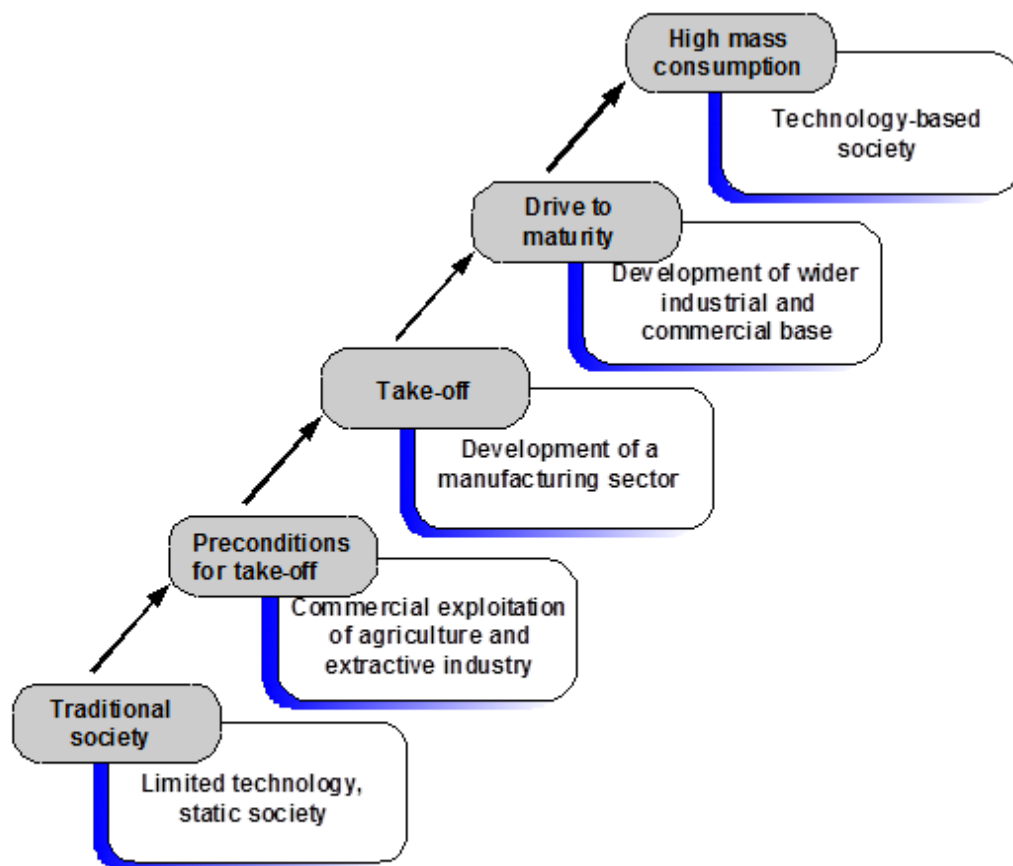 High mass
consumption
Technology-based
society
Drive to
maturity
Development of wider
industrial and
commercial base
Take-off
Development of a
manufacturing sector
Preconditions
for take-off
Commercial exploitation
of agriculture and
extractive industry
Traditional
society
Limited technology,
static society